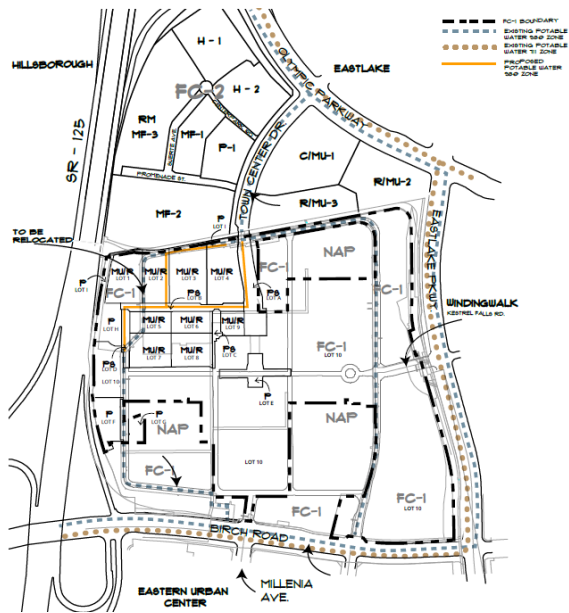 FC-1 BOUNDARY
EXISTING POTABLE
WATER 980 ZONE
EXISTING POTABLE
WATER 711 ZONE
PROPOSED
POTABLE WATER
980 ZONE
HILLSBOROUGH
EASTLAKE
SR - 125
OLYMPIC PARKWAY
H - 1
FC-2
H - 2
RM
MF-3
MF-1
P-1
PROMENADE ST.
TOWN CENTER DR
C/MU-1
R/MU-2
R/MU-3
MF-2
TO BE
RELOCATED
P
LOT I
P
LOT I
MU/R
LOT 1
MU/R
LOT 2
MU/R
LOT 3
MU/R
LOT 4
FC-1
FC-1
NAP
PS
LOT B
PS
LOT A
EASTLAKE PKWY
WINDINGWALK
KESTREL FALLS RD.
P
LOT H
MU/R
LOT 5
MU/R
LOT 6
MU/R
LOT 9
MU/R
LOT 7
MU/R
LOT 8
PS
LOT C
FC-1
LOT 10
PS
LOT D
LOT 10
P
LOT E
P
LOT F
P
LOT G
NAP
NAP
FC-1
LOT 10
FC-1
FC-1
LOT 10
BIRCH ROAD
EASTERN URBAN
CENTER
MILLENIA
AVE.